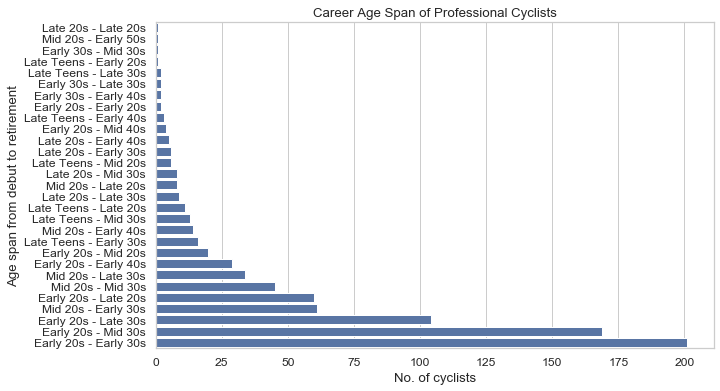 Career Age Span of Professional Cyclists
Late 20s - Late 20s
Mid 20s - Early 50s
Early 30s - Mid 30s
Late Teens - Early 20s
Late Teens - Late 30s
Early 30s - Late 30s
Early 30s - Early 40s
Early 20s - Early 20s
Late Teens - Early 40s
Early 20s - Mid 40s
Late 20s - Early 40s
Late 20s - Early 30s
Late Teens - Mid 20s
Late 20s - Mid 30s
Mid 20s - Late 20s
Late 20s - Late 30s
Late Teens - Late 20s
Late Teens - Mid 30s
Mid 20s - Early 40s
Late Teens - Early 30s
Early 20s - Mid 20s
Early 20s - Early 40s
Mid 20s - Late 30s
Mid 20s - Mid 30s
Early 20s - Late 20s
Mid 20s - Early 30s
Early 20s - Late 30s
Early 20s - Mid 30s
Early 20s - Early 30s
Age span from debut to retirement
0 25 50 75 100 125 150 175 200
No. of cyclists